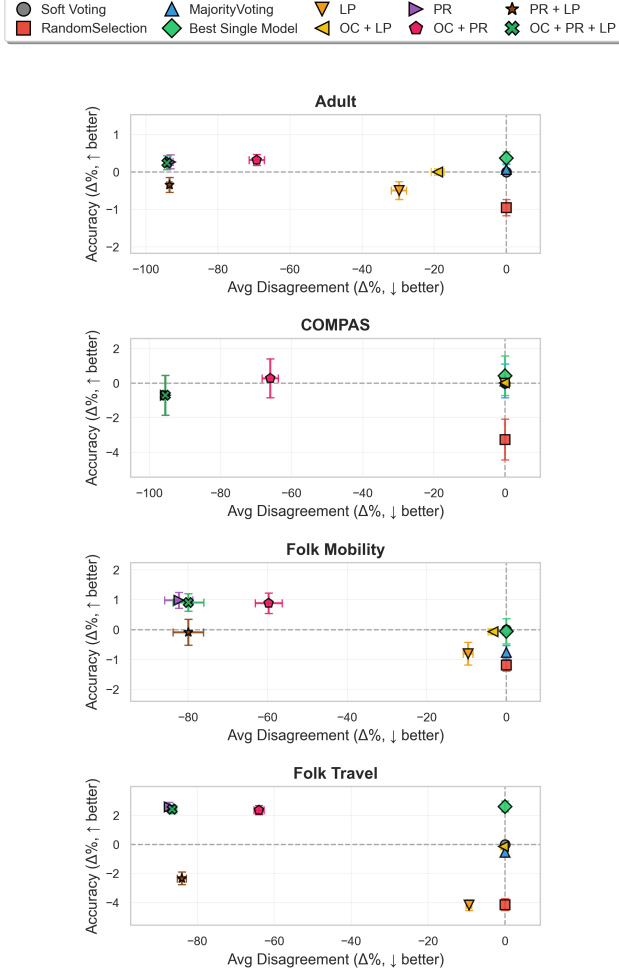 Soft Voting MajorityVoting LP PR PR + LP
RandomSelection Best Single Model OC + LP OC + PR OC + PR + LP
Adult
Accuracy (Δ%, ↑ better)
1
0
−1
−2
−100 −80 −60 −40 −20 0
Avg Disagreement (Δ%, ↓ better)
COMPAS
Accuracy (Δ%, ↑ better)
2
0
−2
−4
−100 −80 −60 −40 −20 0
Avg Disagreement (Δ%, ↓ better)
Folk Mobility
Accuracy (Δ%, ↑ better)
2
1
0
−1
−2
−80 −60 −40 −20 0
Avg Disagreement (Δ%, ↓ better)
Folk Travel
Accuracy (Δ%, ↑ better)
2
0
−2
−4
−80 −60 −40 −20 0
Avg Disagreement (Δ%, ↓ better)